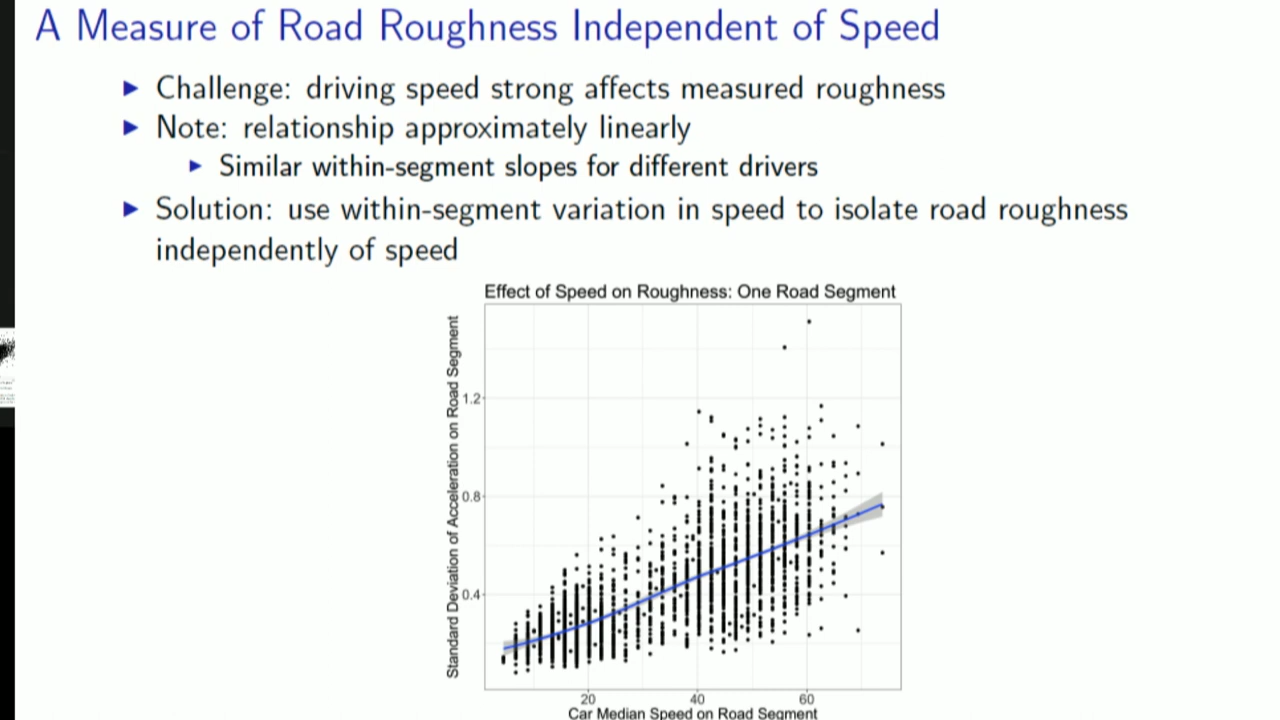 A Measure of Road Roughness Independent of Speed
► Challenge: driving speed strong affects measured roughness
► Note: relationship approximately linearly
► Similar within-segment slopes for different drivers
► Solution: use within-segment variation in speed to isolate road roughness
independently of speed
Effect of Speed on Roughness: One Road Segment
Standard Deviation of Acceleration on Road Segment
1.2
0.8
0.4
20 40 60
Car Median Speed on Road Segment